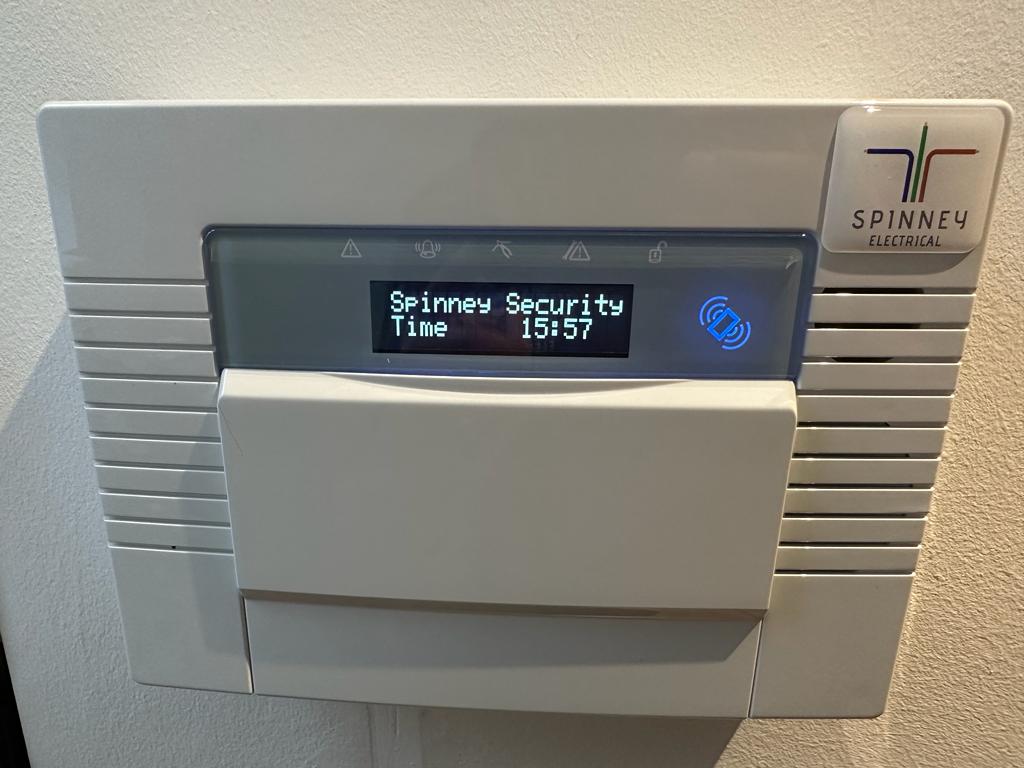 SPINNEY
ELECTRICAL
Spinney Security
Time 15:57